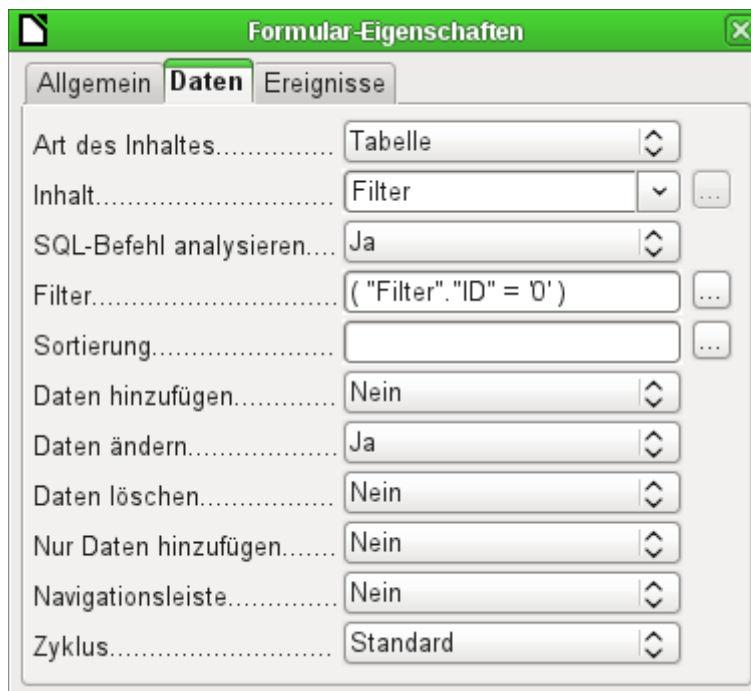 Formular-Eigenschaften
Allgemein Daten Ereignisse
Art des Inhaltes............... Tabelle
Inhalt............................ Filter ...
SQL-Befehl analysieren.... Ja
Filter............................. ( "Filter"."ID" = '0' ) ...
Sortierung...................... ...
Daten hinzufügen............. Nein
Daten ändern.................. Ja
Daten löschen................. Nein
Nur Daten hinzufügen....... Nein
Navigationsleiste............. Nein
Zyklus........................... Standard